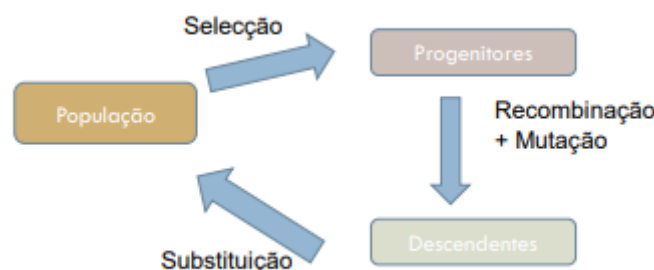 Selecção
Progenitores
População
Recombinação
+ Mutação
Descendentes
Substituição